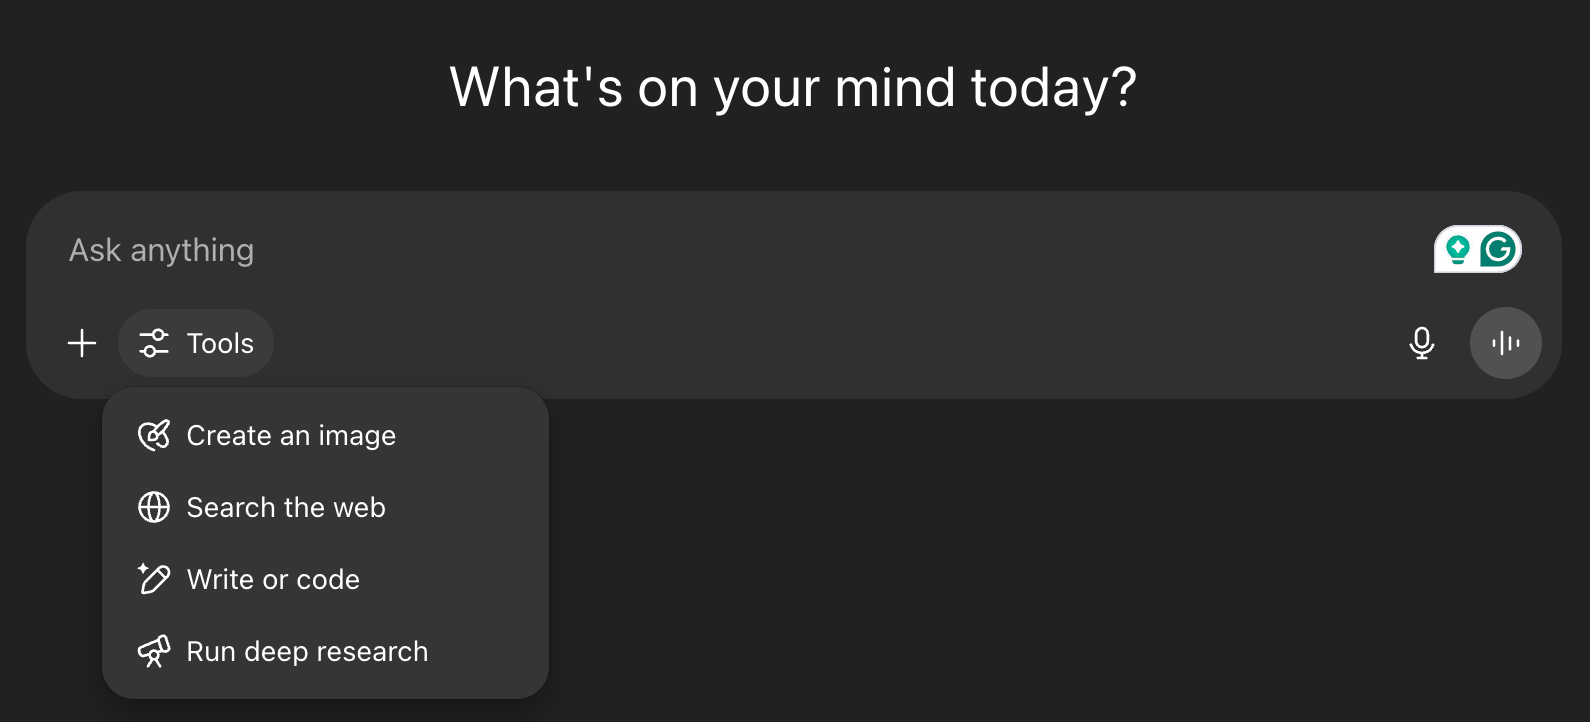 What's on your mind today?
Ask anything
Tools
Create an image
Search the web
Write or code
Run deep research